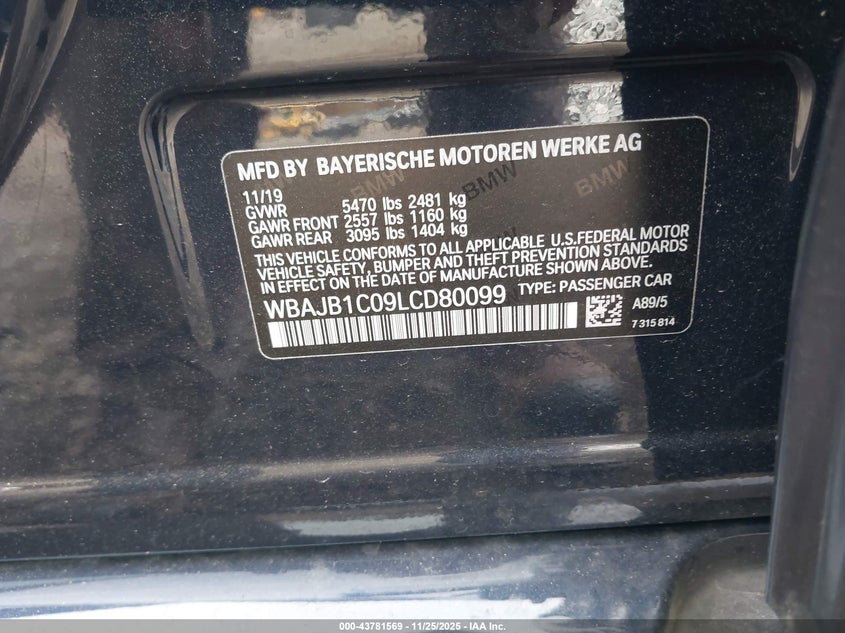 MFD BY BAYERISCHE MOTOREN WERKE AG
11/19
GVWR 5470 lbs 2481 kg
GAWR FRONT 2557 lbs 1160 kg
GAWR REAR 3095 lbs 1404 kg
THIS VEHICLE CONFORMS TO ALL APPLICABLE U.S.FEDERAL MOTOR
VEHICLE SAFETY, BUMPER AND THEFT PREVENTION STANDARDS
IN EFFECT ON THE DATE OF MANUFACTURE SHOWN ABOVE.
WBAJB1C09LCD80099 TYPE: PASSENGER CAR
A89/5
7 315 814
BMW
BMW
BMW
000-43781569 - 11/25/2025 - IAA Inc.